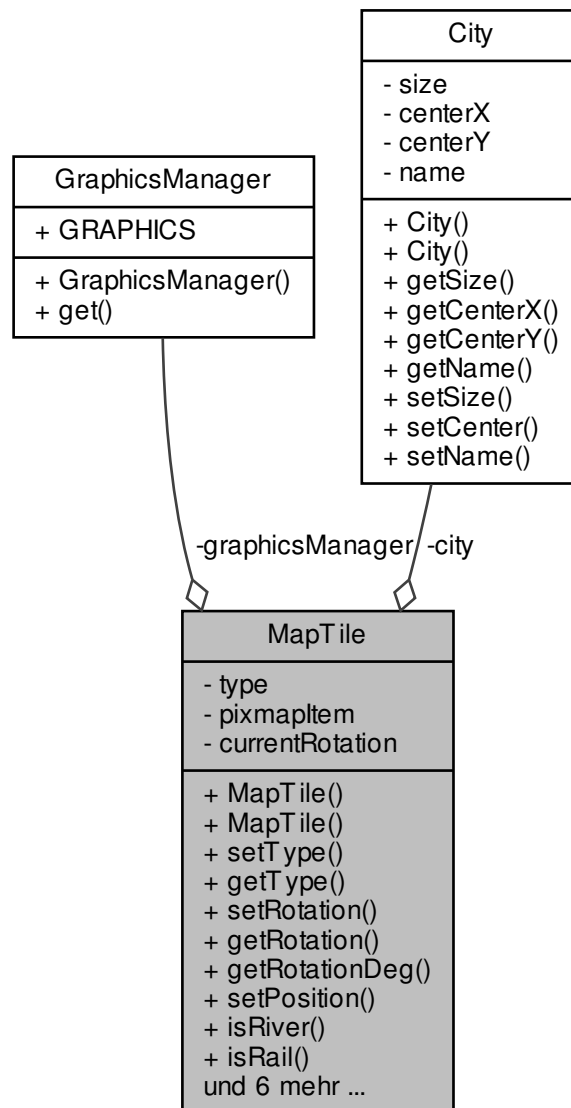 City
- size
- centerX
- centerY
- name
+ City()
+ City()
+ getSize()
+ getCenterX()
+ getCenterY()
+ getName()
+ setSize()
+ setCenter()
+ setName()
GraphicsManager
+ GRAPHICS
+ GraphicsManager()
+ get()
-graphicsManager
-city
MapTile
- type
- pixmapItem
- currentRotation
+ MapTile()
+ MapTile()
+ setType()
+ getType()
+ setRotation()
+ getRotation()
+ getRotationDeg()
+ setPosition()
+ isRiver()
+ isRail()
und 6 mehr ...